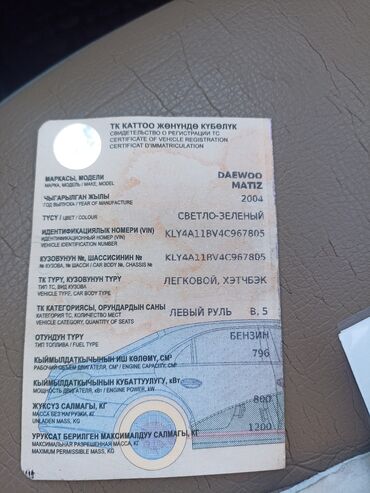 ТК КАТТОО ЖӨНҮНДӨ КҮБӨЛҮК
СВИДЕТЕЛЬСТВО О РЕГИСТРАЦИИ ТС
CERTIFICATE OF VEHICLE REGISTRATION
CERTIFICAT D'IMMATRICULATION
МАРКАСЫ, МОДЕЛИ DAEWOO
МАРКА, МОДЕЛЬ / MAKE, MODEL MATIZ
ЧЫГАРЫЛГАН ЖЫЛЫ 2004
ГОД ВЫПУСКА / YEAR OF MANUFACTURE
ТҮСҮ / ЦВЕТ / COLOUR СВЕТЛО-ЗЕЛЕНЫЙ
ИДЕНТИФИКАЦИЯЛЫК НОМЕРИ (VIN) KLY4A11BV4C967805
ИДЕНТИФИКАЦИОННЫЙ НОМЕР (VIN)
VEHICLE IDENTIFICATION NUMBER
КУЗОВУНУН №, ШАССИСИНИН № KLY4A11BV4C967805
№ КУЗОВА, № ШАССИ / CAR BODY №, CHASSIS №
ТК ТҮРҮ, КУЗОВУНУН ТҮРҮ ЛЕГКОВОЙ, ХЭТЧБЭК
ТИП ТС, ВИД КУЗОВА
VEHICLE TYPE, CAR BODY TYPE
ТК КАТЕГОРИЯСЫ, ОРУНДАРДЫН САНЫ ЛЕВЫЙ РУЛЬ B, 5
КАТЕГОРИЯ ТС, КОЛИЧЕСТВО МЕСТ
VEHICLE CATEGORY, QUANTITY OF SEATS
ОТУНДУН ТҮРҮ БЕНЗИН
ТИП ТОПЛИВА / FUEL TYPE
КЫЙМЫЛДАТКЫЧЫНЫН ИШ КӨЛӨМҮ, СМ³ 796
РАБОЧИЙ ОБЪЕМ ДВИГАТЕЛЯ, СМ³ / ENGINE CAPACITY, CM³
КЫЙМЫЛДАТКЫЧЫНЫН КУБАТТУУЛУГУ, кВт
МОЩНОСТЬ ДВИГАТЕЛЯ, кВт / ENGINE POWER, kW
ЖҮКСҮЗ САЛМАГЫ, КГ 800
МАССА БЕЗ НАГРУЗКИ, КГ
UNLADEN MASS, KG
УРУКСАТ БЕРИЛГЕН МАКСИМАЛДУУ САЛМАГЫ, КГ 1200
МАКСИМАЛЬНАЯ РАЗРЕШЕННАЯ МАССА, КГ
MAXIMUM PERMISSIBLE MASS, KG